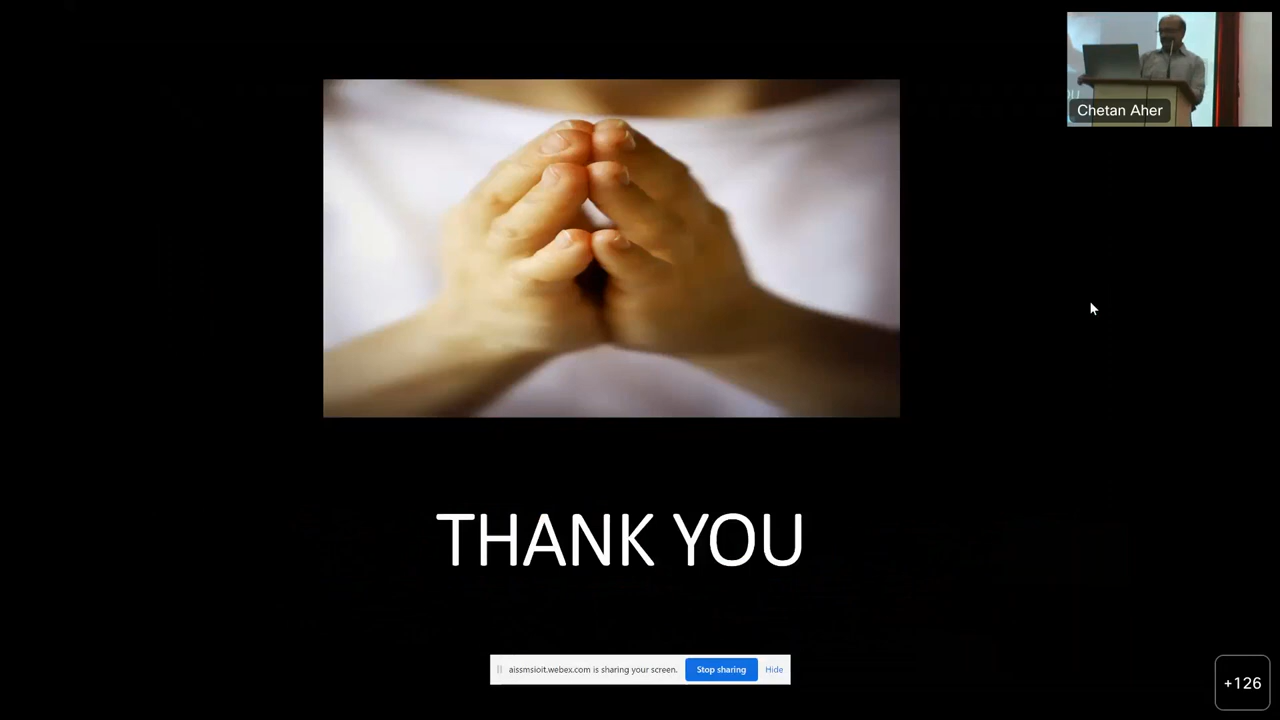 Chetan Aher
THANK YOU
aissmsioit.webex.com is sharing your screen. Stop sharing Hide
+126